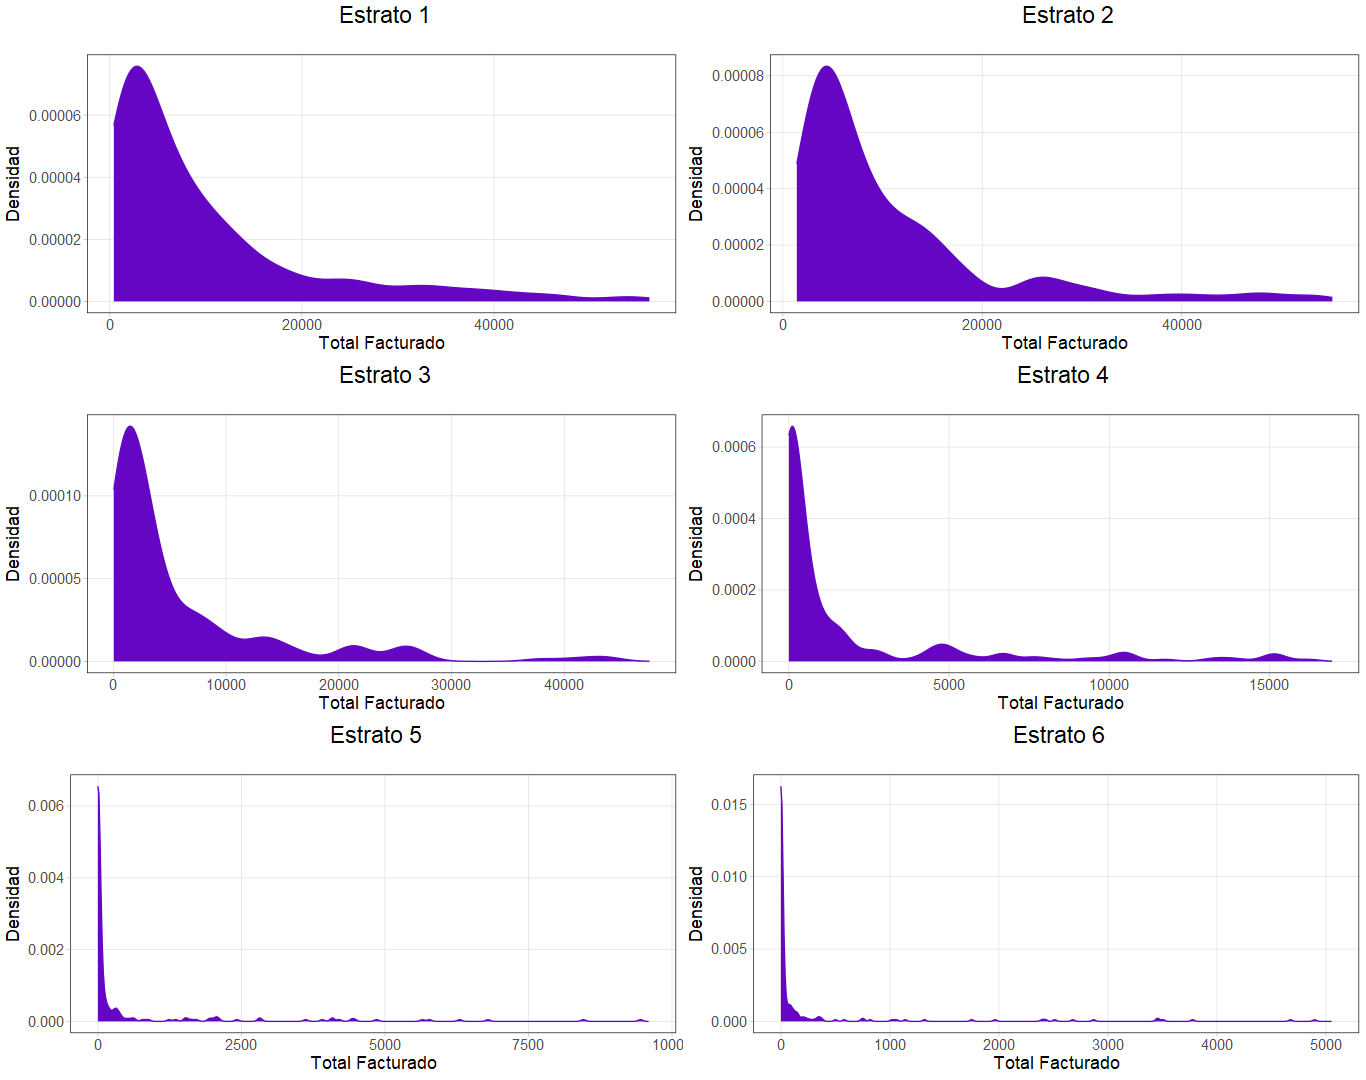 Estrato 1
Densidad
0.00006
0.00004
0.00002
0.00000
0 20000 40000
Total Facturado
Estrato 2
Densidad
0.00008
0.00006
0.00004
0.00002
0.00000
0 20000 40000
Total Facturado
Estrato 3
Densidad
0.00010
0.00005
0.00000
0 10000 20000 30000 40000
Total Facturado
Estrato 4
Densidad
0.0006
0.0004
0.0002
0.0000
0 5000 10000 15000
Total Facturado
Estrato 5
Densidad
0.006
0.004
0.002
0.000
0 2500 5000 7500 1000
Total Facturado
Estrato 6
Densidad
0.015
0.010
0.005
0.000
0 1000 2000 3000 4000 5000
Total Facturado